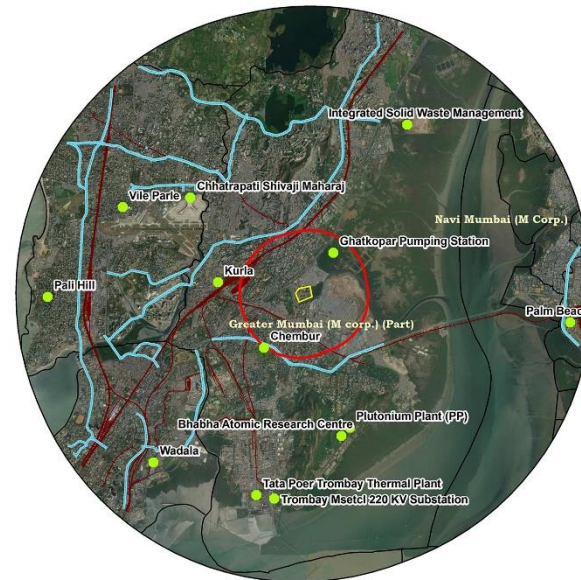 Integrated Solid Waste Management
Chhatrapati Shivaji Maharaj
Vile Parle
Navi Mumbai (M Corp.)
Ghatkopar Pumping Station
Kurla
Pali Hill
Palm Beac
Greater Mumbai (M corp.) (Part)
Chembur
Plutonium Plant (PP)
Bhabha Atomic Research Centre
Wadala
Tata Poer Trombay Thermal Plant
Trombay Msetcl 220 KV Substation